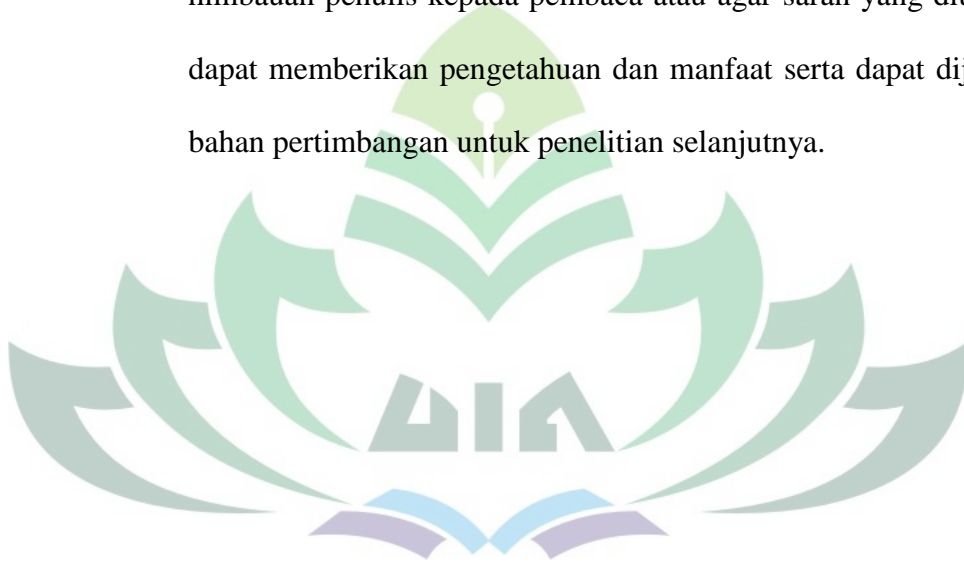 himbauan penulis kepada pembaca atau agar saran yang
dapat memberikan pengetahuan dan manfaat serta dapat
bahan pertimbangan untuk penelitian selanjutnya.
UIN